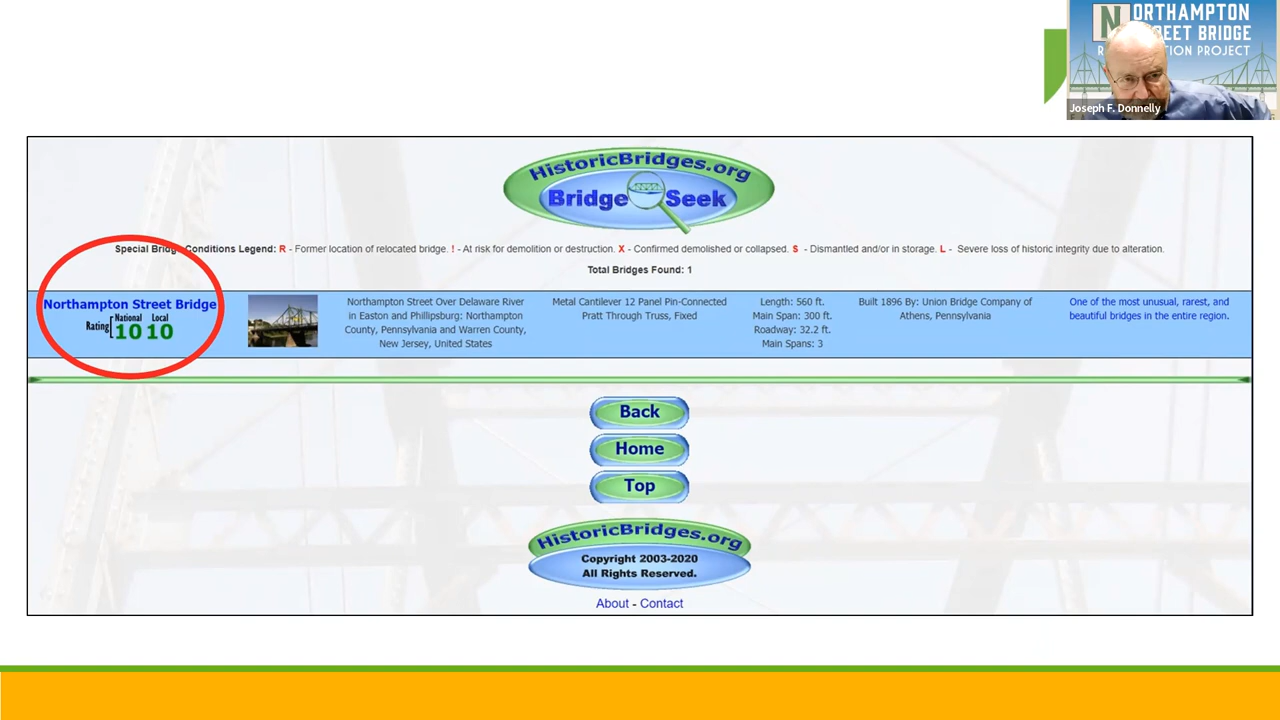 NORTHAMPTON
STREET BRIDGE
Joseph F. Donnelly
HistoricBridges.org
Bridge Seek
Special Bridge Conditions Legend: R - Former location of relocated bridge. ! - At risk for demolition or destruction. X - Confirmed demolished or collapsed. S - Dismantled and/or in storage. L - Severe loss of historic integrity due to alteration.
Total Bridges Found: 1
Northampton Street Bridge
Rating National Local
10 10
Northampton Street Over Delaware River
in Easton and Phillipsburg: Northampton
County, Pennsylvania and Warren County,
New Jersey, United States
Metal Cantilever 12 Panel Pin-Connected
Pratt Through Truss, Fixed
Length: 560 ft.
Main Span: 300 ft.
Roadway: 32.2 ft.
Main Spans: 3
Built 1896 By: Union Bridge Company of
Athens, Pennsylvania
One of the most unusual, rarest, and
beautiful bridges in the entire region.
Back
Home
Top
HistoricBridges.org
Copyright 2003-2020
All Rights Reserved.
About - Contact